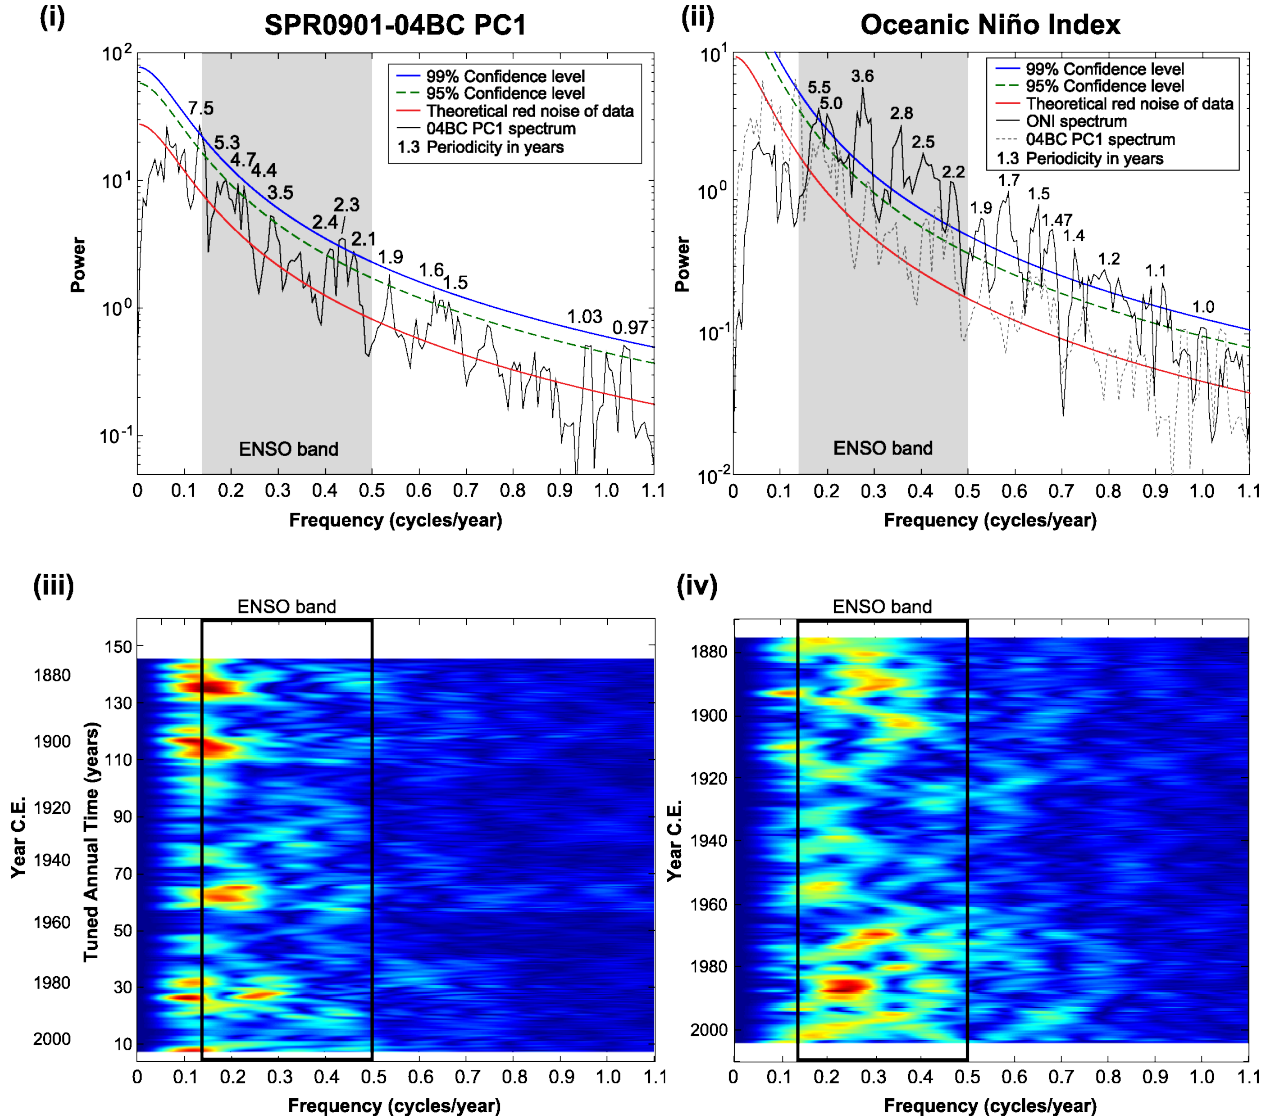 (i)
SPR0901-04BC PC1
10²
10¹
10⁰
10⁻¹
Power
99% Confidence level
95% Confidence level
Theoretical red noise of data
04BC PC1 spectrum
1.3 Periodicity in years
7.5
5.3
4.7
4.4
3.5
2.4
2.3
2.1
1.9
1.6
1.5
1.03
0.97
ENSO band
0 0.1 0.2 0.3 0.4 0.5 0.6 0.7 0.8 0.9 1.0 1.1
Frequency (cycles/year)
(ii)
Oceanic Niño Index
10¹
10⁰
10⁻¹
10⁻²
Power
99% Confidence level
95% Confidence level
Theoretical red noise of data
ONI spectrum
04BC PC1 spectrum
1.3 Periodicity in years
5.5
5.0
3.6
2.8
2.5
2.2
1.9
1.7
1.5
1.47
1.4
1.2
1.1
1.0
ENSO band
0 0.1 0.2 0.3 0.4 0.5 0.6 0.7 0.8 0.9 1.0 1.1
Frequency (cycles/year)
(iii)
ENSO band
Year C.E.
1880
1900
1920
1940
1960
1980
2000
Tuned Annual Time (years)
150
130
110
90
70
50
30
10
0 0.1 0.2 0.3 0.4 0.5 0.6 0.7 0.8 0.9 1.0 1.1
Frequency (cycles/year)
(iv)
ENSO band
Year C.E.
1880
1900
1920
1940
1960
1980
2000
0 0.1 0.2 0.3 0.4 0.5 0.6 0.7 0.8 0.9 1.0 1.1
Frequency (cycles/year)